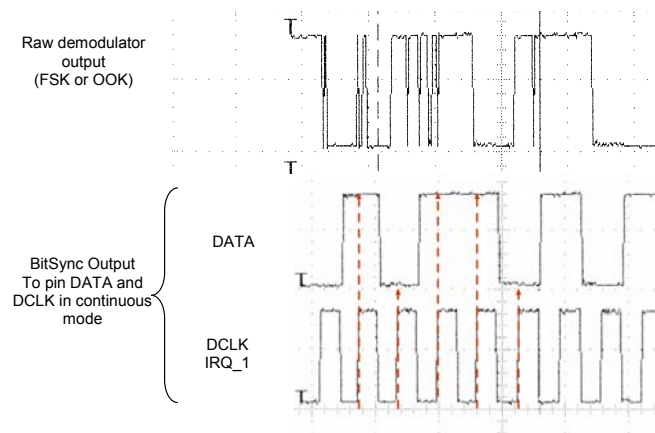 Raw demodulator
output
(FSK or OOK)
BitSync Output
To pin DATA and
DCLK in continuous
mode
DATA
DCLK
IRQ_1